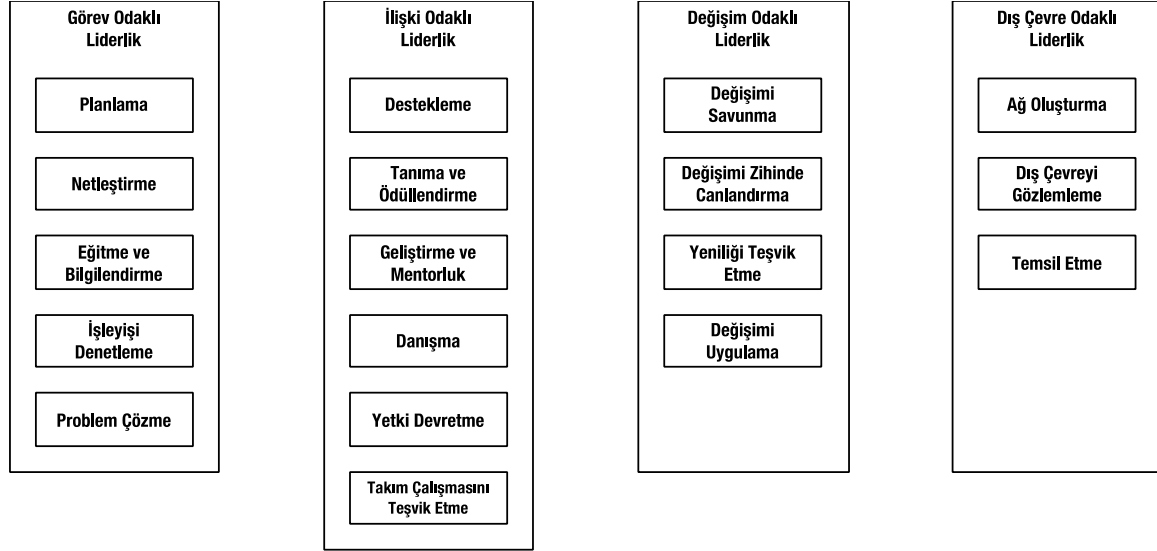 Görev Odaklı
Liderlik
Planlama
Netleştirme
Eğitme ve
Bilgilendirme
İşleyişi
Denetleme
Problem Çözme
İlişki Odaklı
Liderlik
Destekleme
Tanıma ve
Ödüllendirme
Geliştirme ve
Mentorluk
Danışma
Yetki Devretme
Takım Çalışmasını
Teşvik Etme
Değişim Odaklı
Liderlik
Değişimi
Savunma
Değişimi Zihinde
Canlandırma
Yeniliği Teşvik
Etme
Değişimi
Uygulama
Dış Çevre Odaklı
Liderlik
Ağ Oluşturma
Dış Çevreyi
Gözlemleme
Temsil Etme